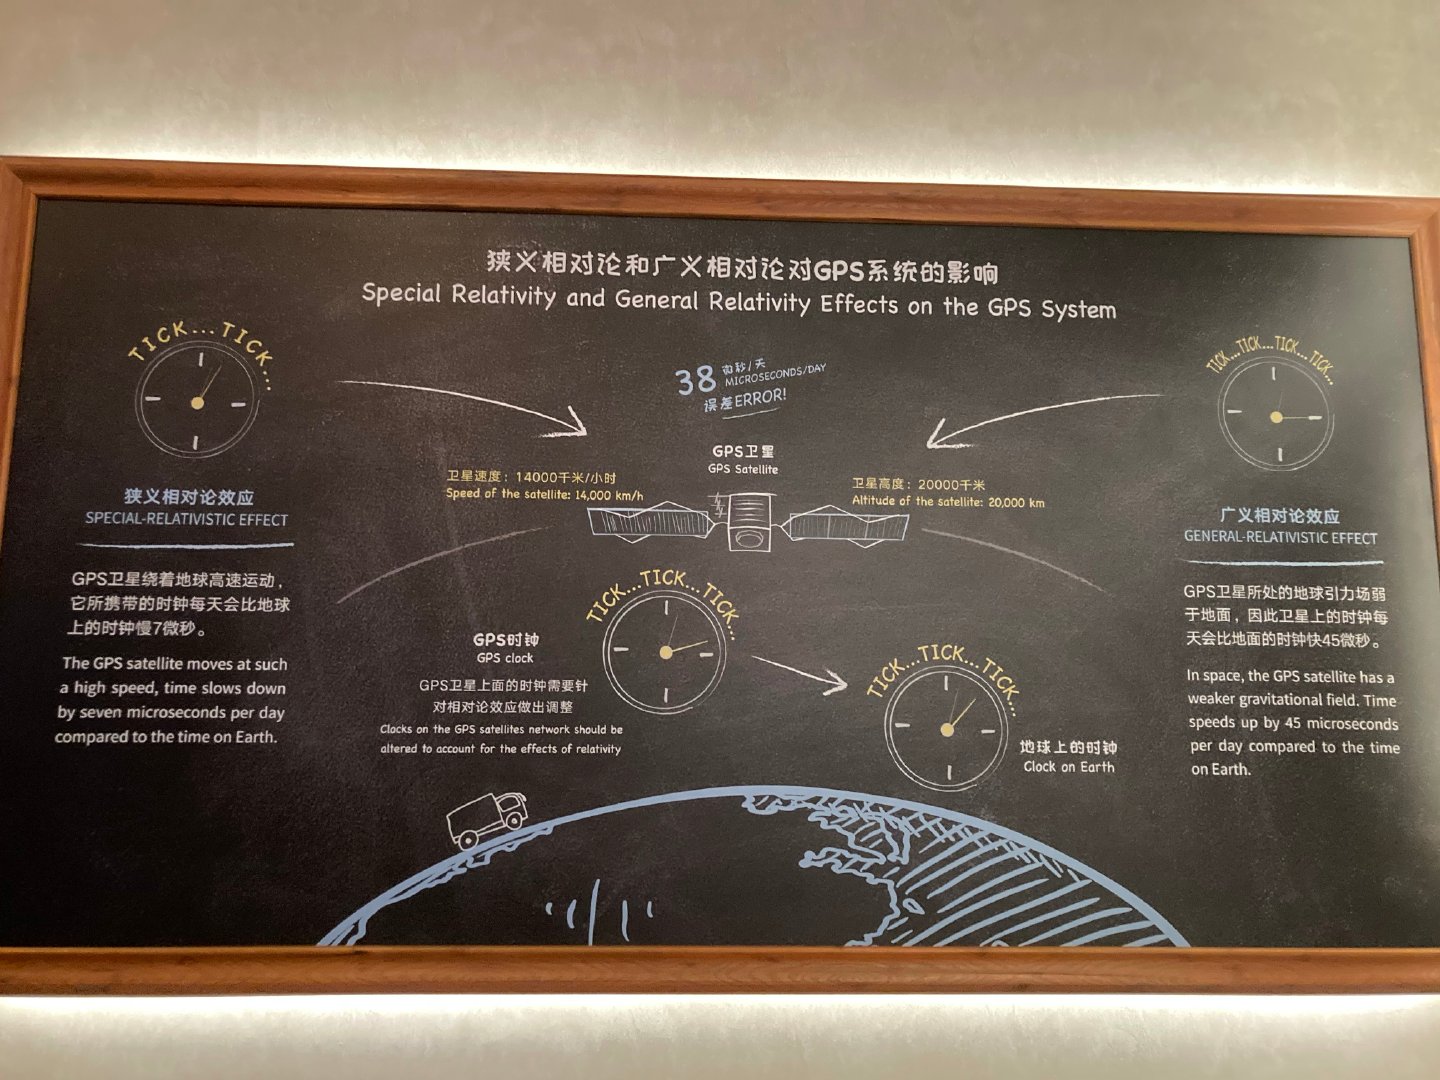 狭义相对论和广义相对论对GPS系统的影响
Special Relativity and General Relativity Effects on the GPS System
TICK...TICK...
狭义相对论效应
SPECIAL-RELATIVISTIC EFFECT
GPS卫星绕着地球高速运动，
它所携带的时钟每天会比地球
上的时钟慢7微秒。
The GPS satellite moves at such
a high speed, time slows down
by seven microseconds per day
compared to the time on Earth.
38 微秒/天
MICROSECONDS/DAY
误差ERROR!
GPS卫星
GPS Satellite
卫星速度：14000千米/小时
Speed of the satellite: 14,000 km/h
卫星高度：20000千米
Altitude of the satellite: 20,000 km
TICK...TICK...TICK...
GPS时钟
GPS clock
GPS卫星上面的时钟需要针
对相对论效应做出调整
Clocks on the GPS satellites network should be
altered to account for the effects of relativity
TICK...TICK...TICK...
地球上的时钟
Clock on Earth
TICK...TICK...TICK...TICK...
广义相对论效应
GENERAL-RELATIVISTIC EFFECT
GPS卫星所处的地球引力场弱
于地面，因此卫星上的时钟每
天会比地面的时钟快45微秒。
In space, the GPS satellite has a
weaker gravitational field. Time
speeds up by 45 microseconds
per day compared to the time
on Earth.